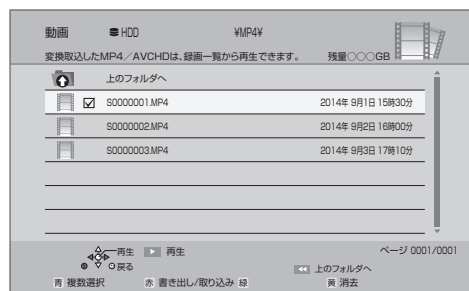 動画 HDD ¥MP4¥
変換取込したMP4／AVCHDは、録画一覧から再生できます。 残量○○○GB
上のフォルダへ
S0000001.MP4 2014年 9月1日 15時30分
S0000002.MP4 2014年 9月2日 16時00分
S0000003.MP4 2014年 9月3日 17時10分
再生 再生 ページ 0001/0001
戻る 上のフォルダへ
青 複数選択 赤 書き出し/取り込み 緑 黄 消去